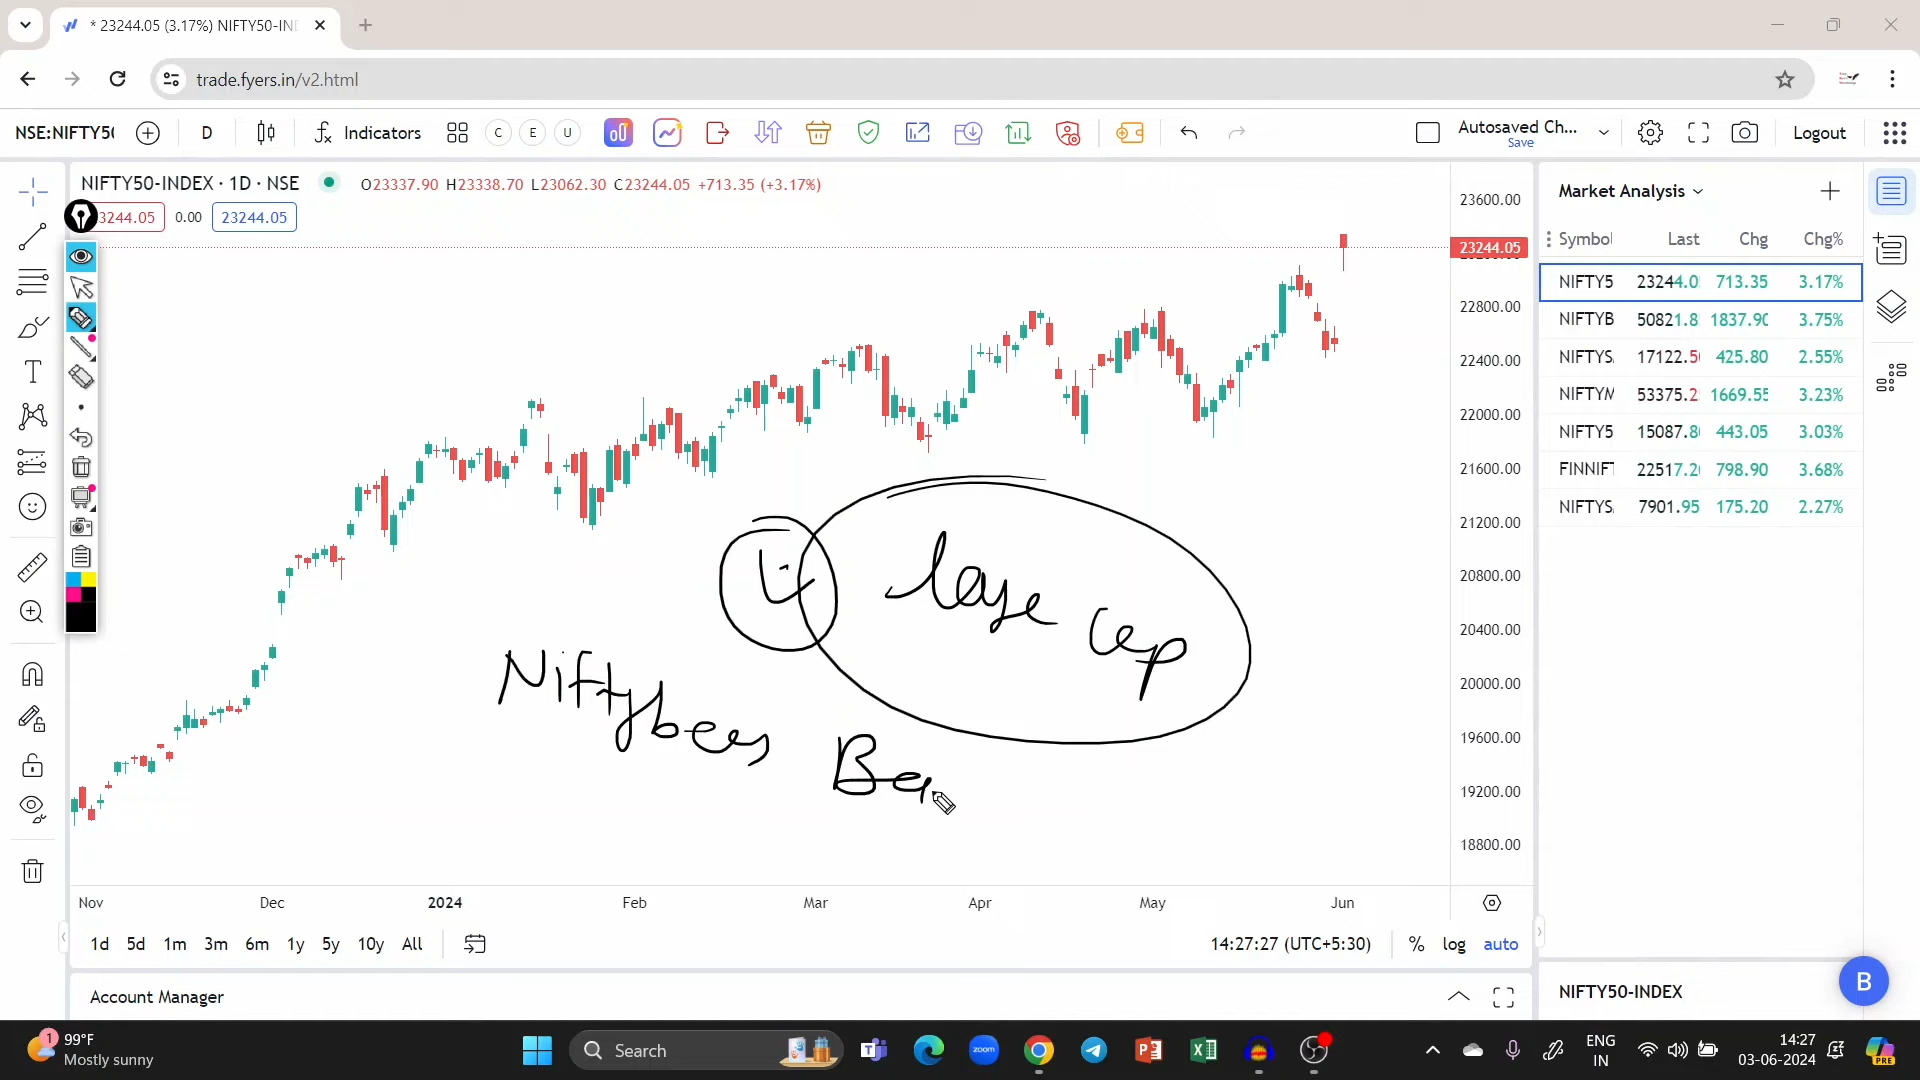 * 23244.05 (3.17%) NIFTY50-IN
trade.fyers.in/v2.html
NSE:NIFTY50 D Indicators C E U Autosaved Ch... Save Logout
NIFTY50-INDEX · 1D · NSE O23337.90 H23338.70 L23062.30 C23244.05 +713.35 (+3.17%)
3244.05 0.00 23244.05
23600.00
23244.05
22800.00
22400.00
22000.00
21600.00
21200.00
20800.00
20400.00
20000.00
19600.00
19200.00
18800.00
large cap
Niftybees Ba
Nov Dec 2024 Feb Mar Apr May Jun
1d 5d 1m 3m 6m 1y 5y 10y All 14:27:27 (UTC+5:30) % log auto
Account Manager
Market Analysis
Symbol Last Chg Chg%
NIFTY5 23244.0 713.35 3.17%
NIFTYB 50821.8 1837.90 3.75%
NIFTYS 17122.5 425.80 2.55%
NIFTYM 53375.2 1669.55 3.23%
NIFTY5 15087.8 443.05 3.03%
FINNIFT 22517.2 798.90 3.68%
NIFTYS 7901.95 175.20 2.27%
B
NIFTY50-INDEX
1 99°F
Mostly sunny
Search
zoom
PRE
ENG
IN
14:27
03-06-2024